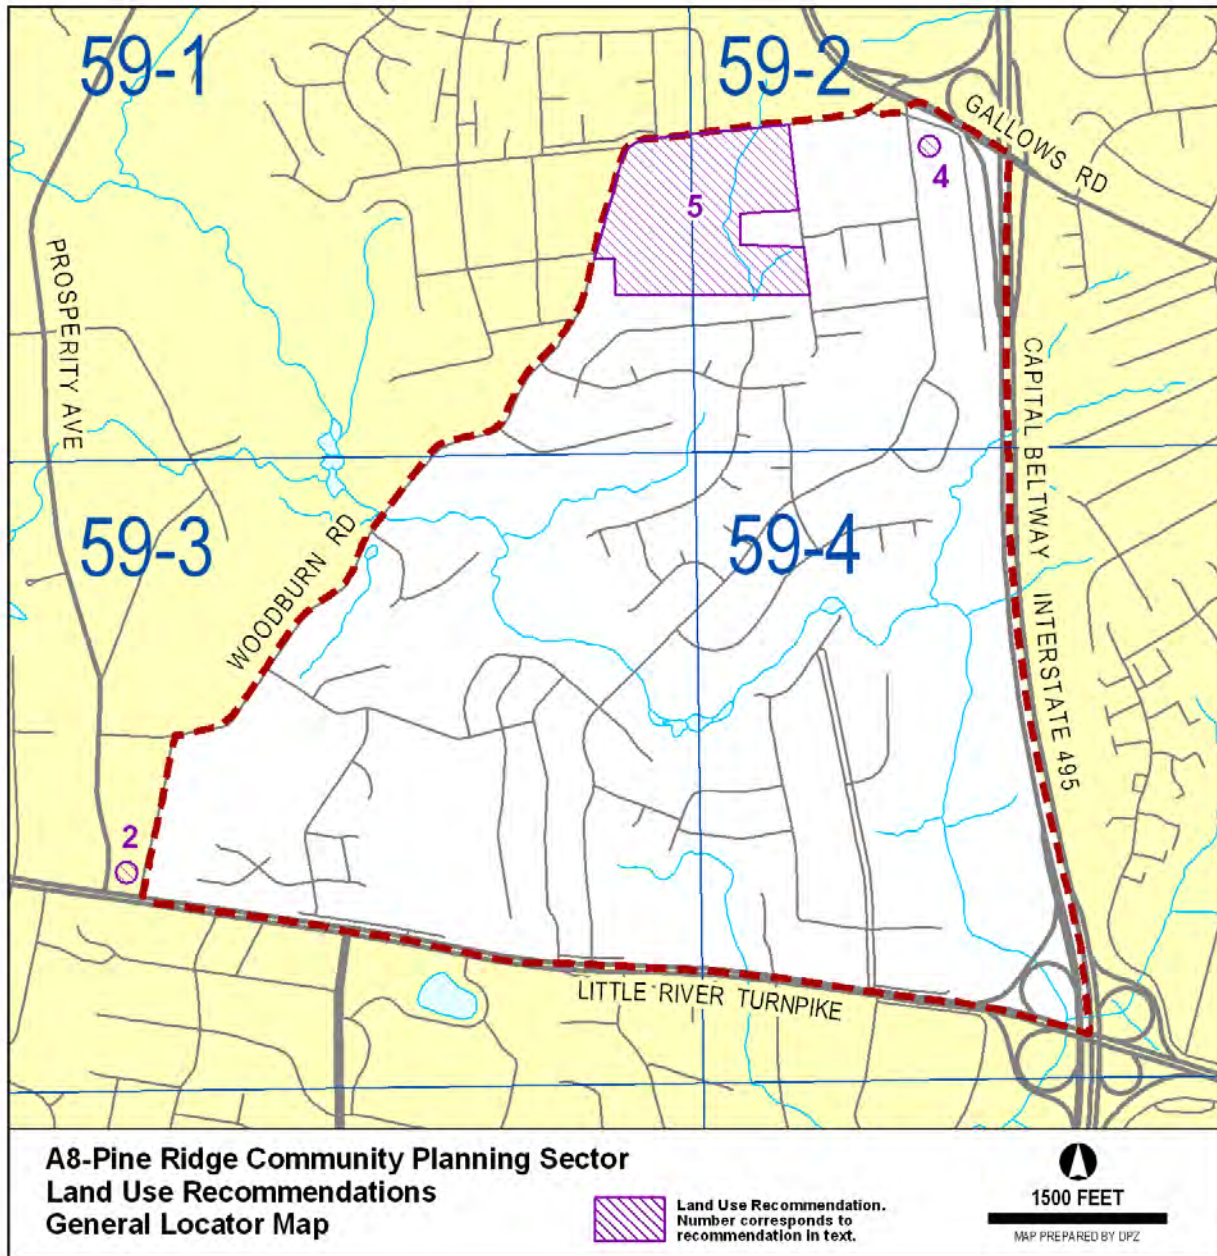 59-1
59-2
GALLOWS RD
4
5
PROSPERITY AVE
CAPITAL BELTWAY INTERSTATE 495
59-3
59-4
WOODBURN RD
2
LITTLE RIVER TURNPIKE
A8-Pine Ridge Community Planning Sector
Land Use Recommendations
General Locator Map
Land Use Recommendation.
Number corresponds to
recommendation in text.
1500 FEET
MAP PREPARED BY DPZ